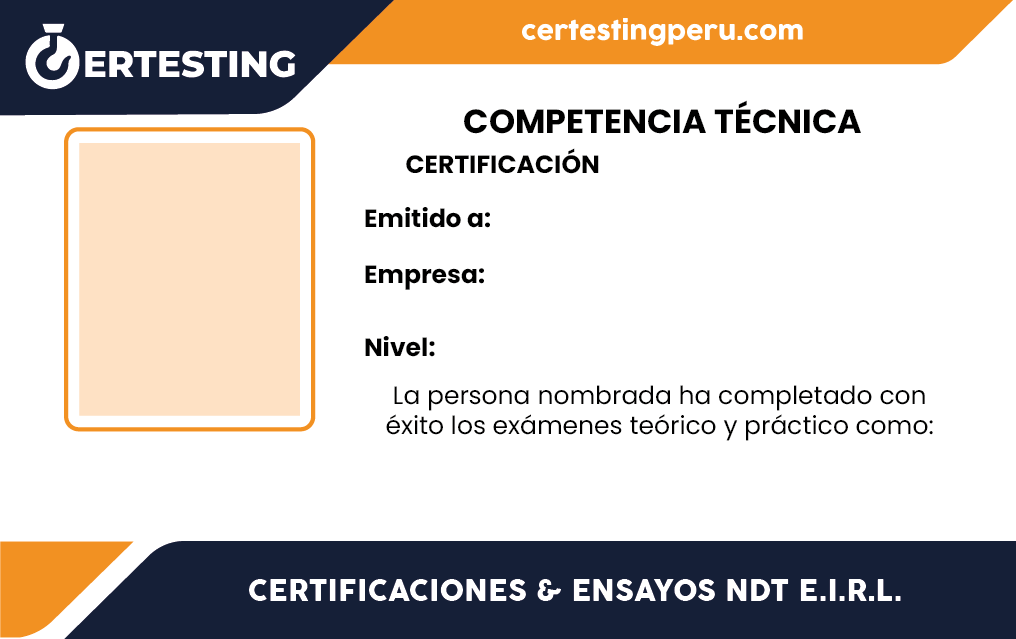 CERTESTING
certestingperu.com
COMPETENCIA TÉCNICA
CERTIFICACIÓN
Emitido a:
Empresa:
Nivel:
La persona nombrada ha completado con
éxito los exámenes teórico y práctico como:
CERTIFICACIONES & ENSAYOS NDT E.I.R.L.